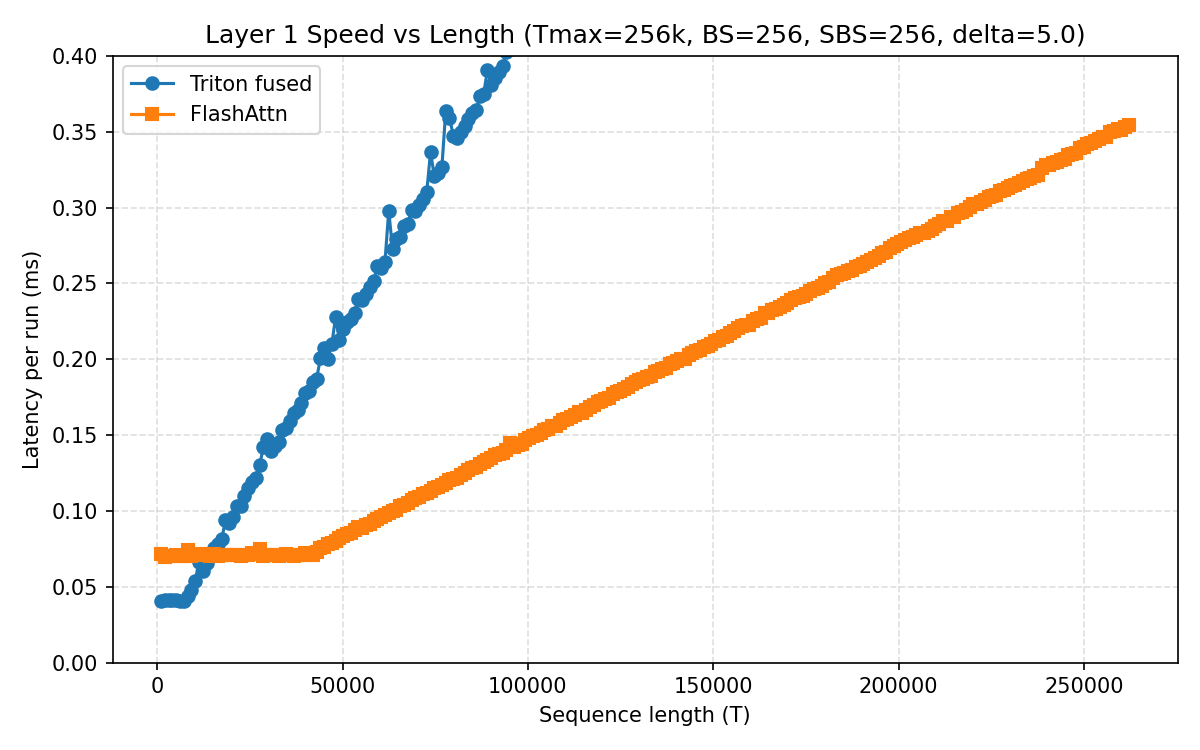 Layer 1 Speed vs Length (Tmax=256k, BS=256, SBS=256, delta=5.0)
Triton fused
FlashAttn
Latency per run (ms)
0.40
0.35
0.30
0.25
0.20
0.15
0.10
0.05
0.00
0 50000 100000 150000 200000 250000
Sequence length (T)